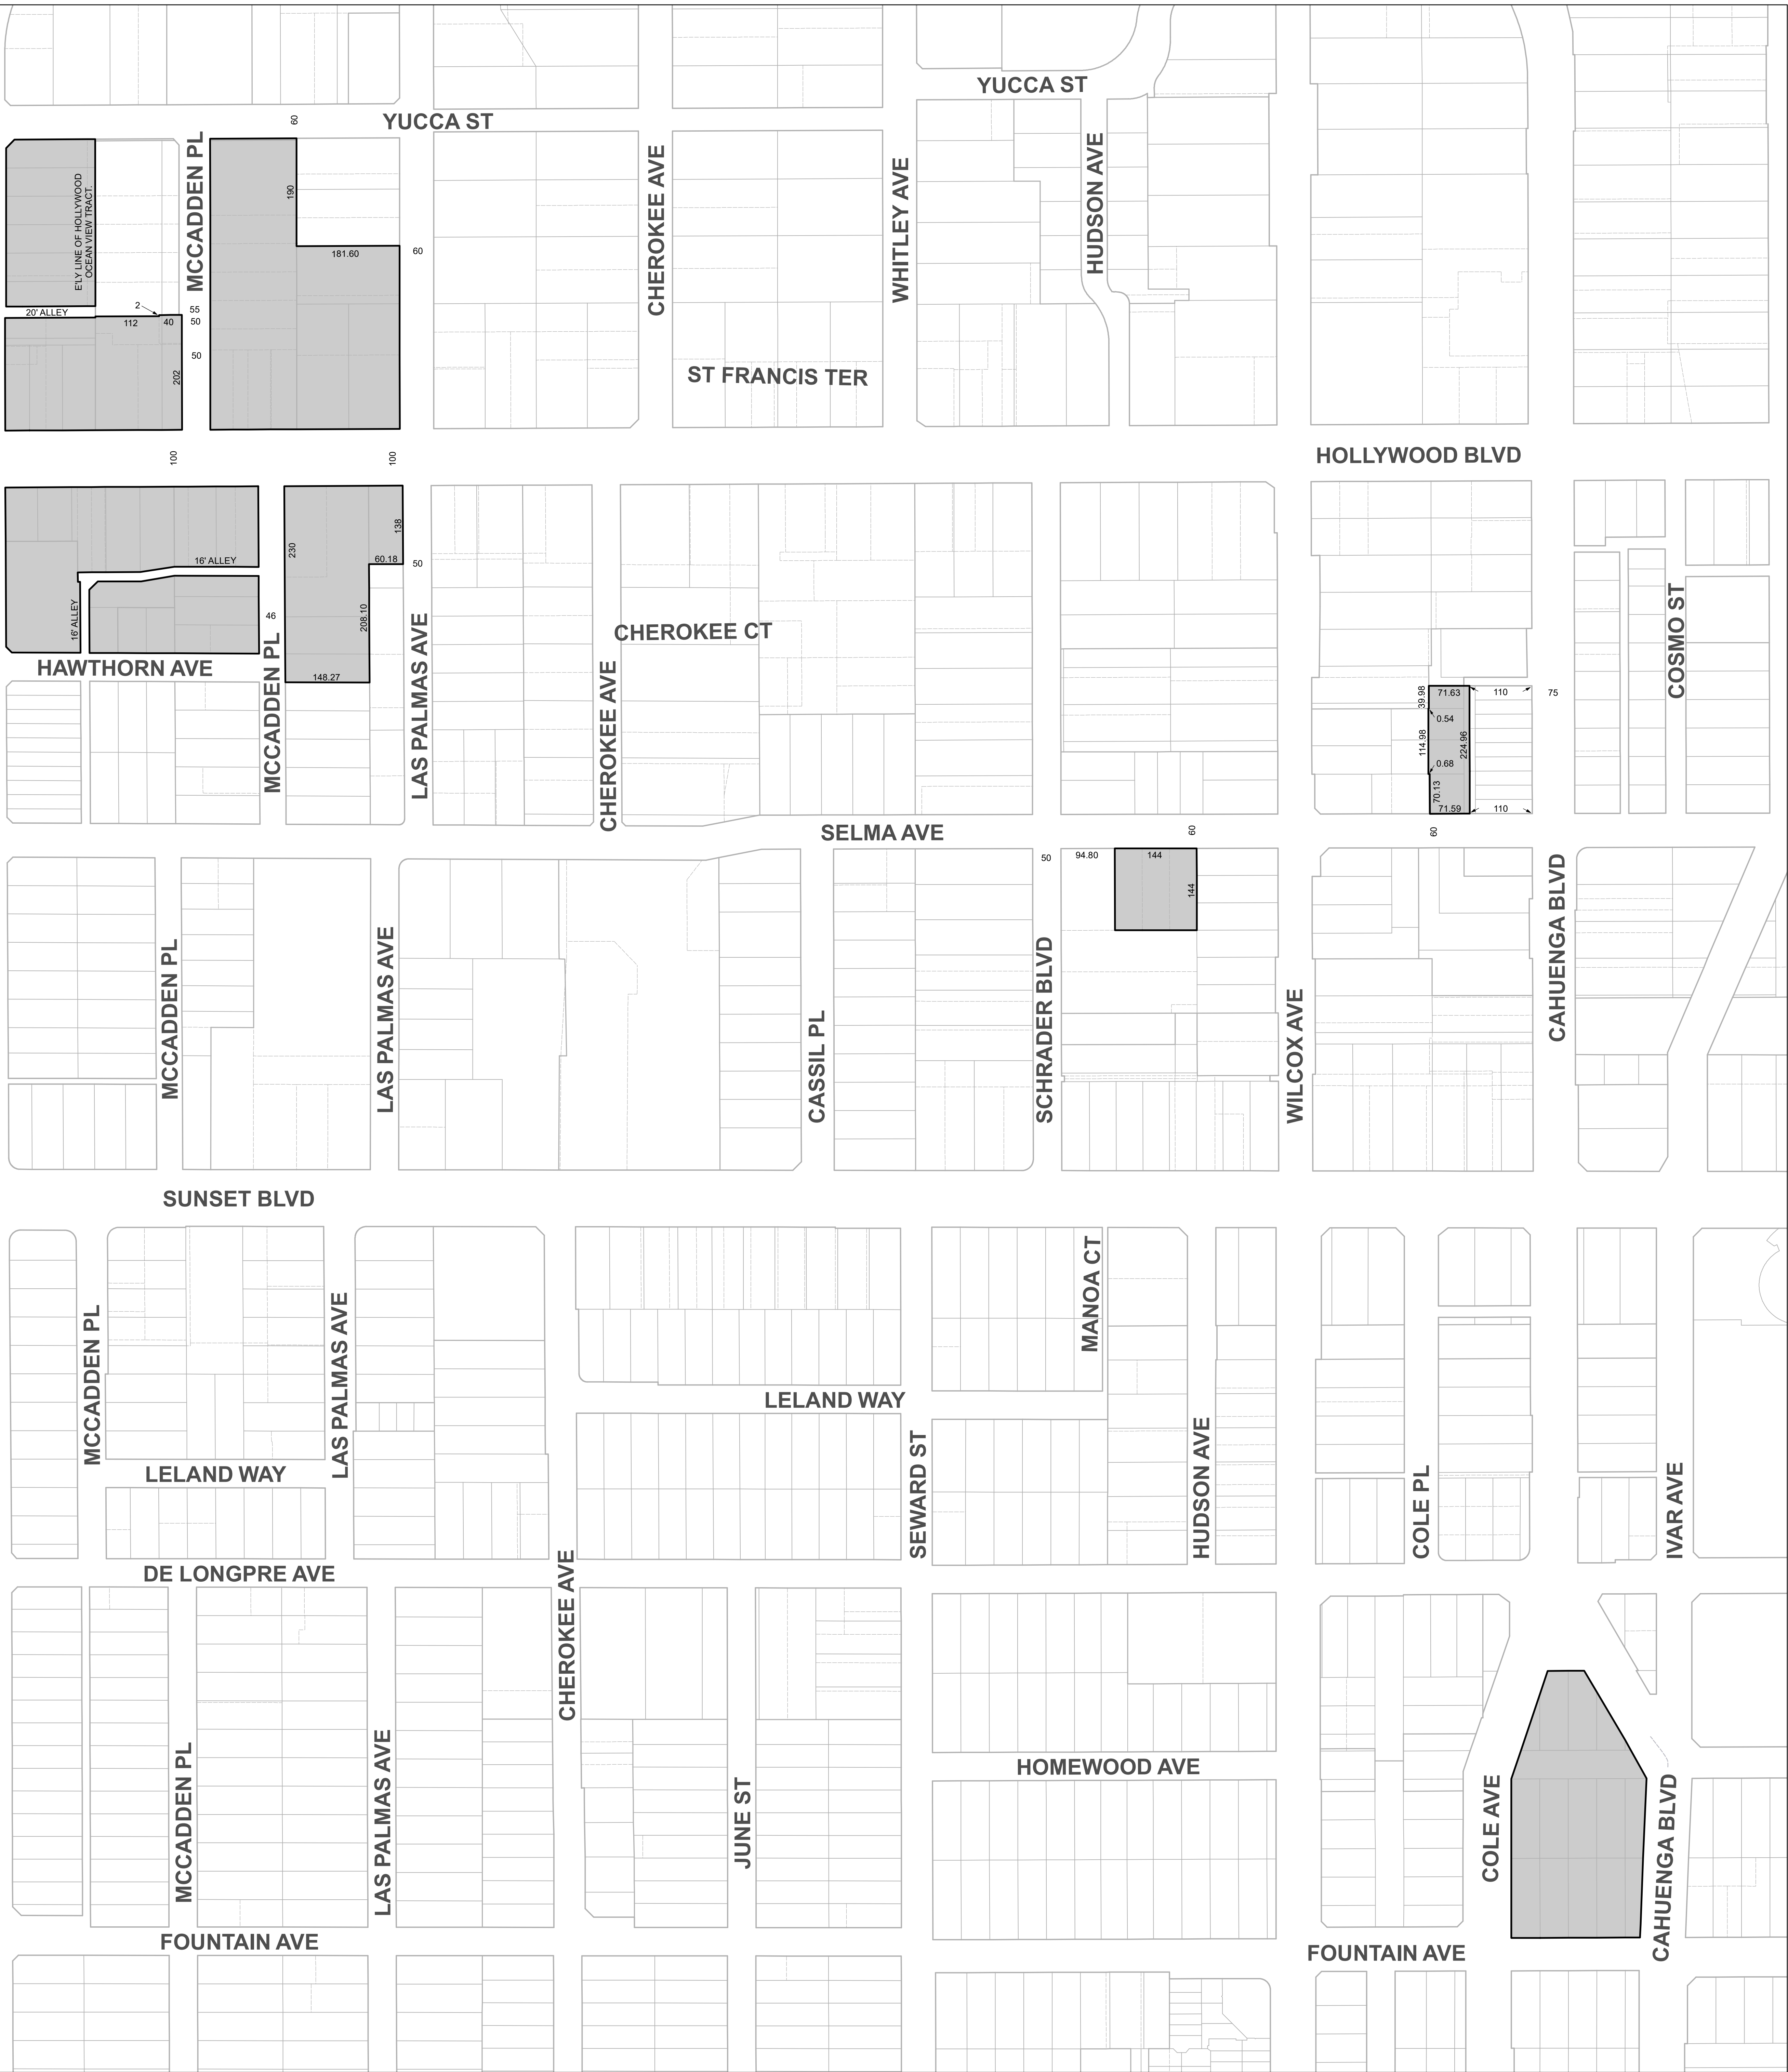 YUCCA ST
60
YUCCA ST
MCCADDEN PL
CHEROKEE AVE
WHITLEY AVE
HUDSON AVE
E'LY LINE OF HOLLYWOOD
OCEAN VIEW TRACT.
190
181.60
60
2
55
20' ALLEY
112
40
50
50
202
ST FRANCIS TER
100
100
HOLLYWOOD BLVD
138
230
16' ALLEY
60.18
50
16' ALLEY
46
208.10
CHEROKEE CT
COSMO ST
HAWTHORN AVE
MCCADDEN PL
148.27
LAS PALMAS AVE
CHEROKEE AVE
39.98
71.63
110
75
0.54
114.98
224.96
0.68
70.13
71.59
110
SELMA AVE
60
60
50
94.80
144
144
MCCADDEN PL
LAS PALMAS AVE
CASSIL PL
SCHRADER BLVD
WILCOX AVE
CAHUENGA BLVD
SUNSET BLVD
MANOA CT
MCCADDEN PL
LAS PALMAS AVE
LELAND WAY
LELAND WAY
SEWARD ST
HUDSON AVE
COLE PL
IVAR AVE
DE LONGPRE AVE
CHEROKEE AVE
HOMEWOOD AVE
MCCADDEN PL
LAS PALMAS AVE
JUNE ST
COLE AVE
CAHUENGA BLVD
FOUNTAIN AVE
FOUNTAIN AVE